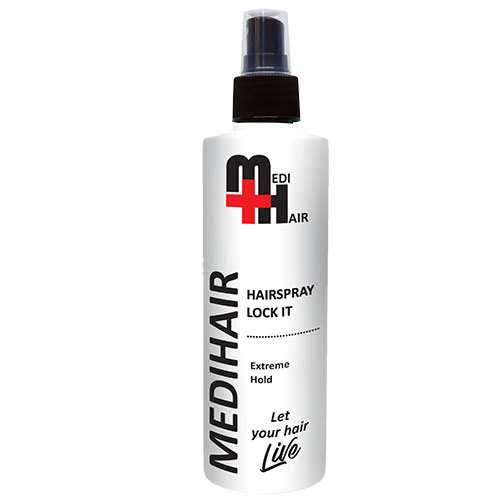 MEDI
HAIR
MEDIHAIR
HAIRSPRAY
LOCK IT
Extreme
Hold
Let
your hair
Live